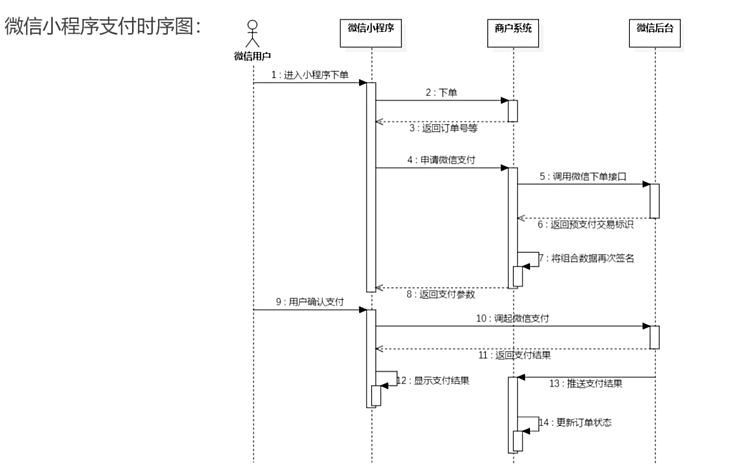 微信小程序支付时序图：
微信用户
微微小程序
商户系统
微信后台
1 : 进入小程序下单
2 : 下单
3 : 返回订单号等
4 : 申请微信支付
5 : 调用微信下单接口
6 : 返回预支付交易标识
7 : 将组合数据再次签名
8 : 返回支付参数
9 : 用户确认支付
10 : 调起微信支付
11 : 返回支付结果
12 : 显示支付结果
13 : 推送支付结果
14 : 更新订单状态